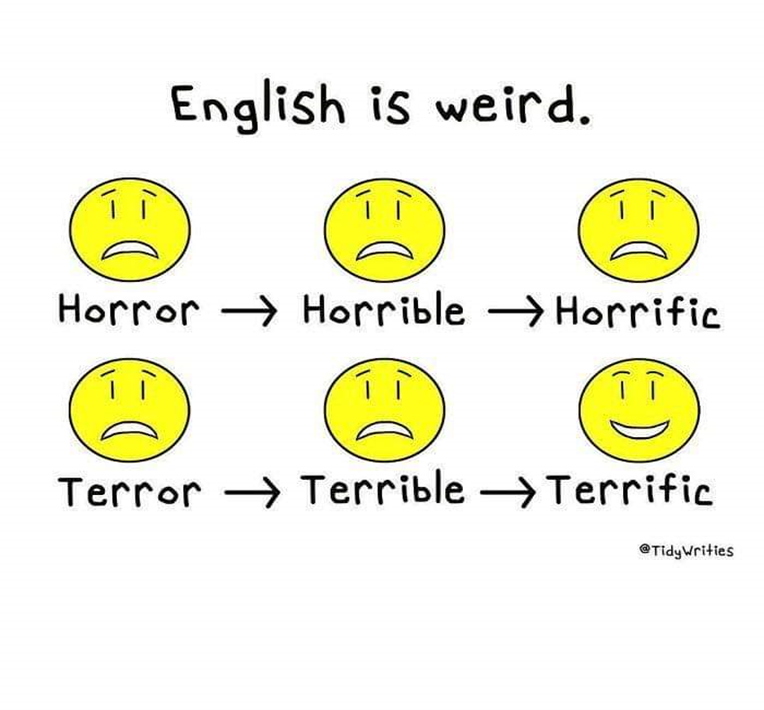 English is weird.
Horror → Horrible → Horrific
Terror → Terrible → Terrific
@TidyWrities